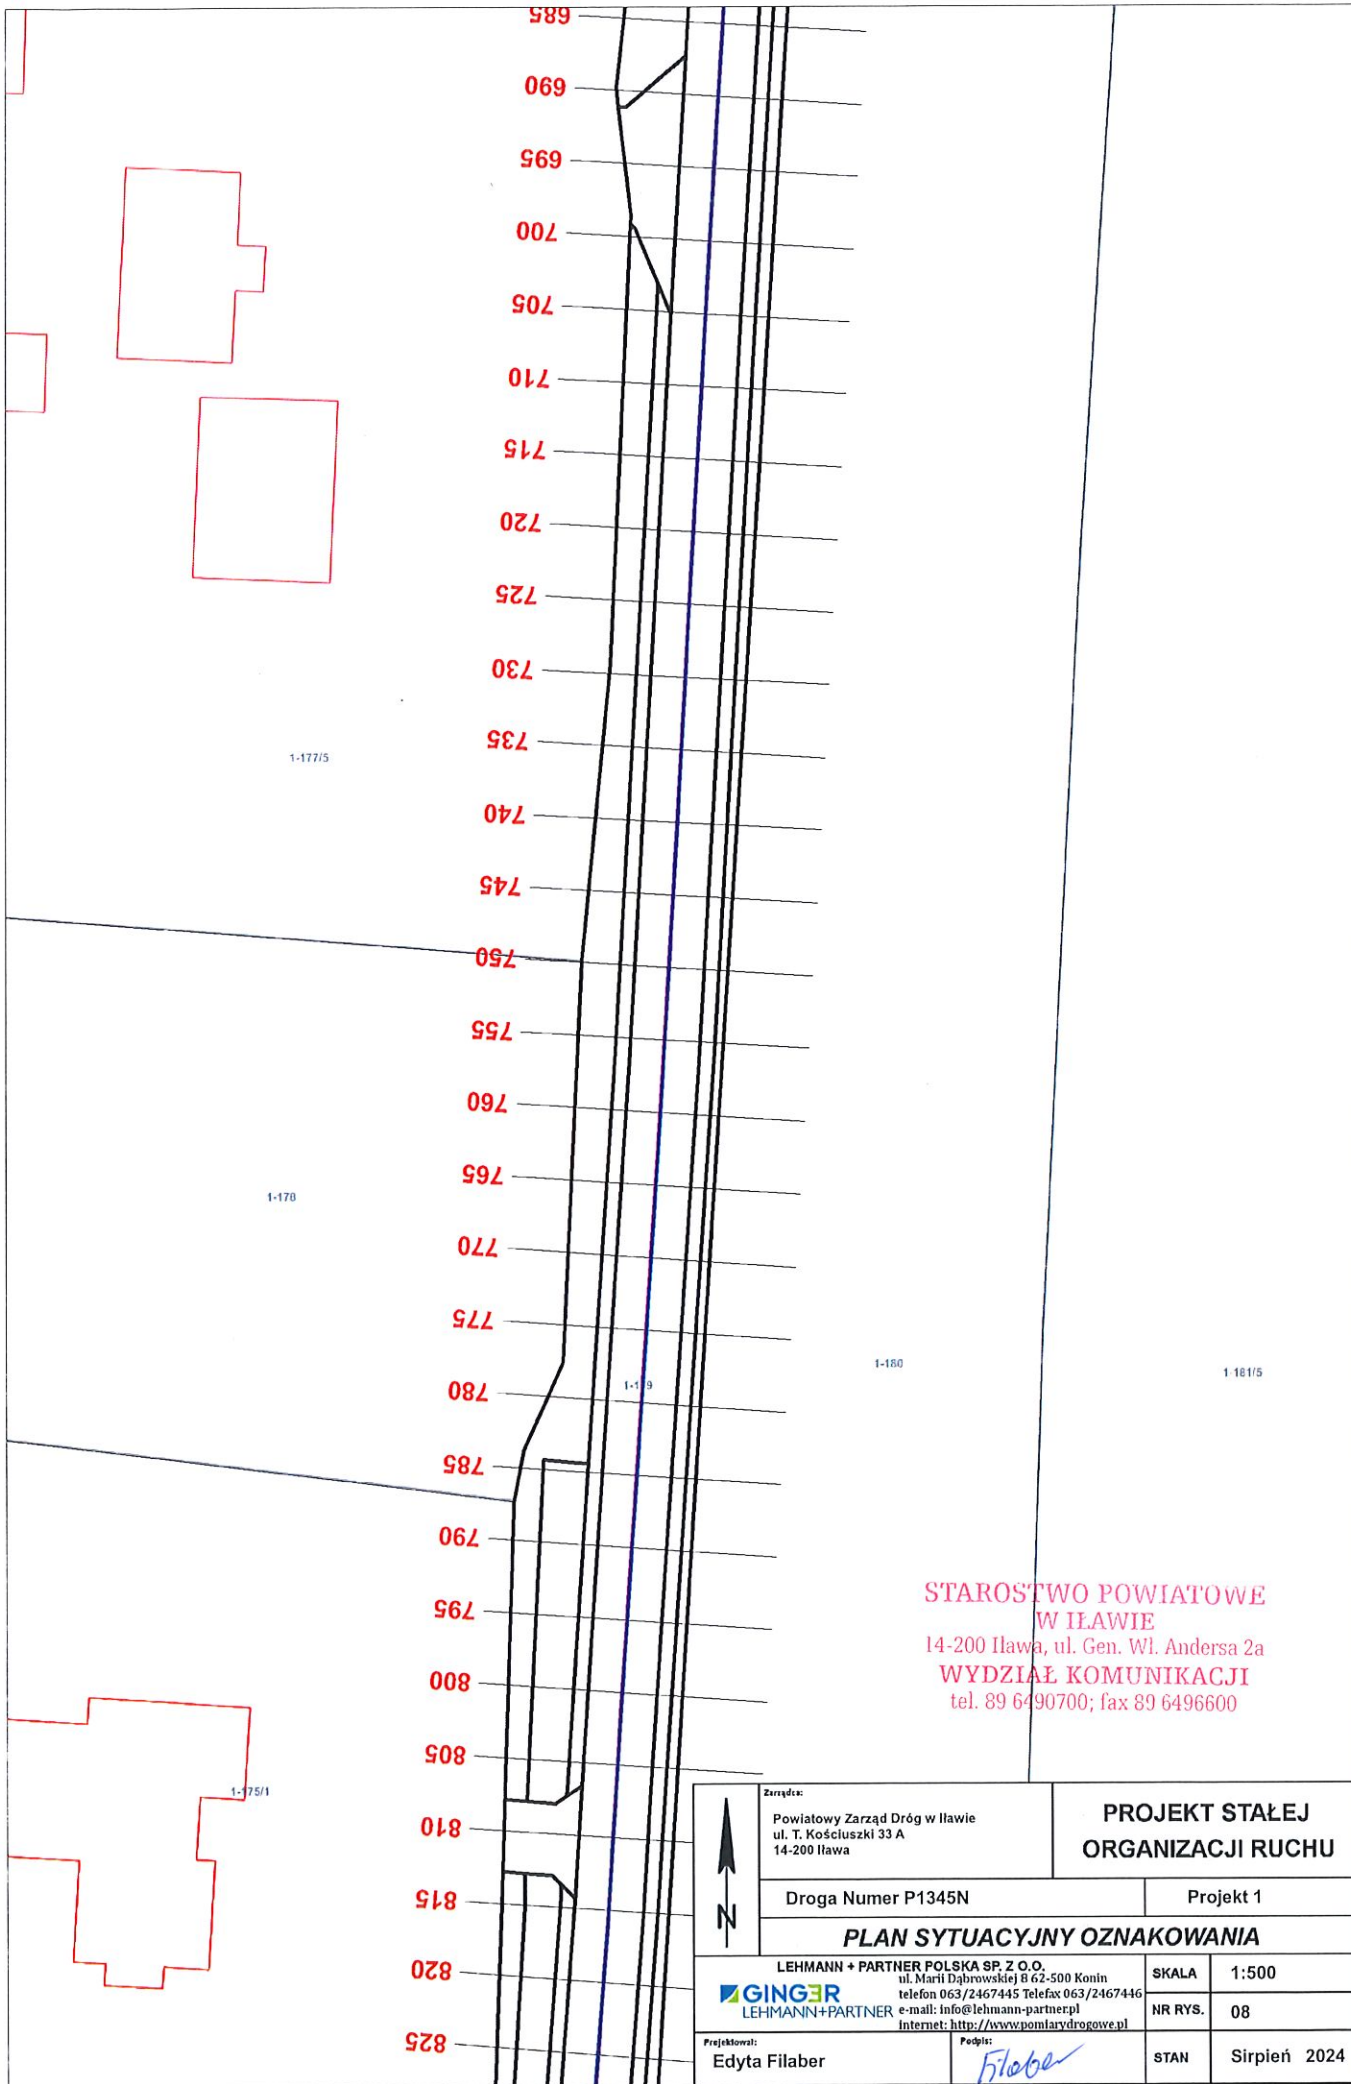 685
690
695
700
705
710
715
720
725
730
735
1-177/5
740
745
750
755
760
765
1-178
770
775
1-180
1-181/5
1-179
780
785
790
STAROSTWO POWIATOWE
W IŁAWIE
14-200 Iława, ul. Gen. Wł. Andersa 2a
WYDZIAŁ KOMUNIKACJI
tel. 89 6490700; fax 89 6496600
795
800
805
1-175/1
810
815
820
825
Zarządca:
Powiatowy Zarząd Dróg w Iławie
ul. T. Kościuszki 33 A
14-200 Iława
PROJEKT STAŁEJ
ORGANIZACJI RUCHU
N
Droga Numer P1345N
Projekt 1
PLAN SYTUACYJNY OZNAKOWANIA
LEHMANN + PARTNER POLSKA SP. Z O.O.
ul. Marii Dąbrowskiej 8 62-500 Konin
telefon 063/2467445 Telefax 063/2467446
e-mail: info@lehmann-partner.pl
internet: http://www.pomiarydrogowe.pl
GINGER
LEHMANN+PARTNER
SKALA 1:500
NR RYS. 08
Projektował:
Edyta Filaber
Podpis:
Filaber
STAN Sirpień 2024